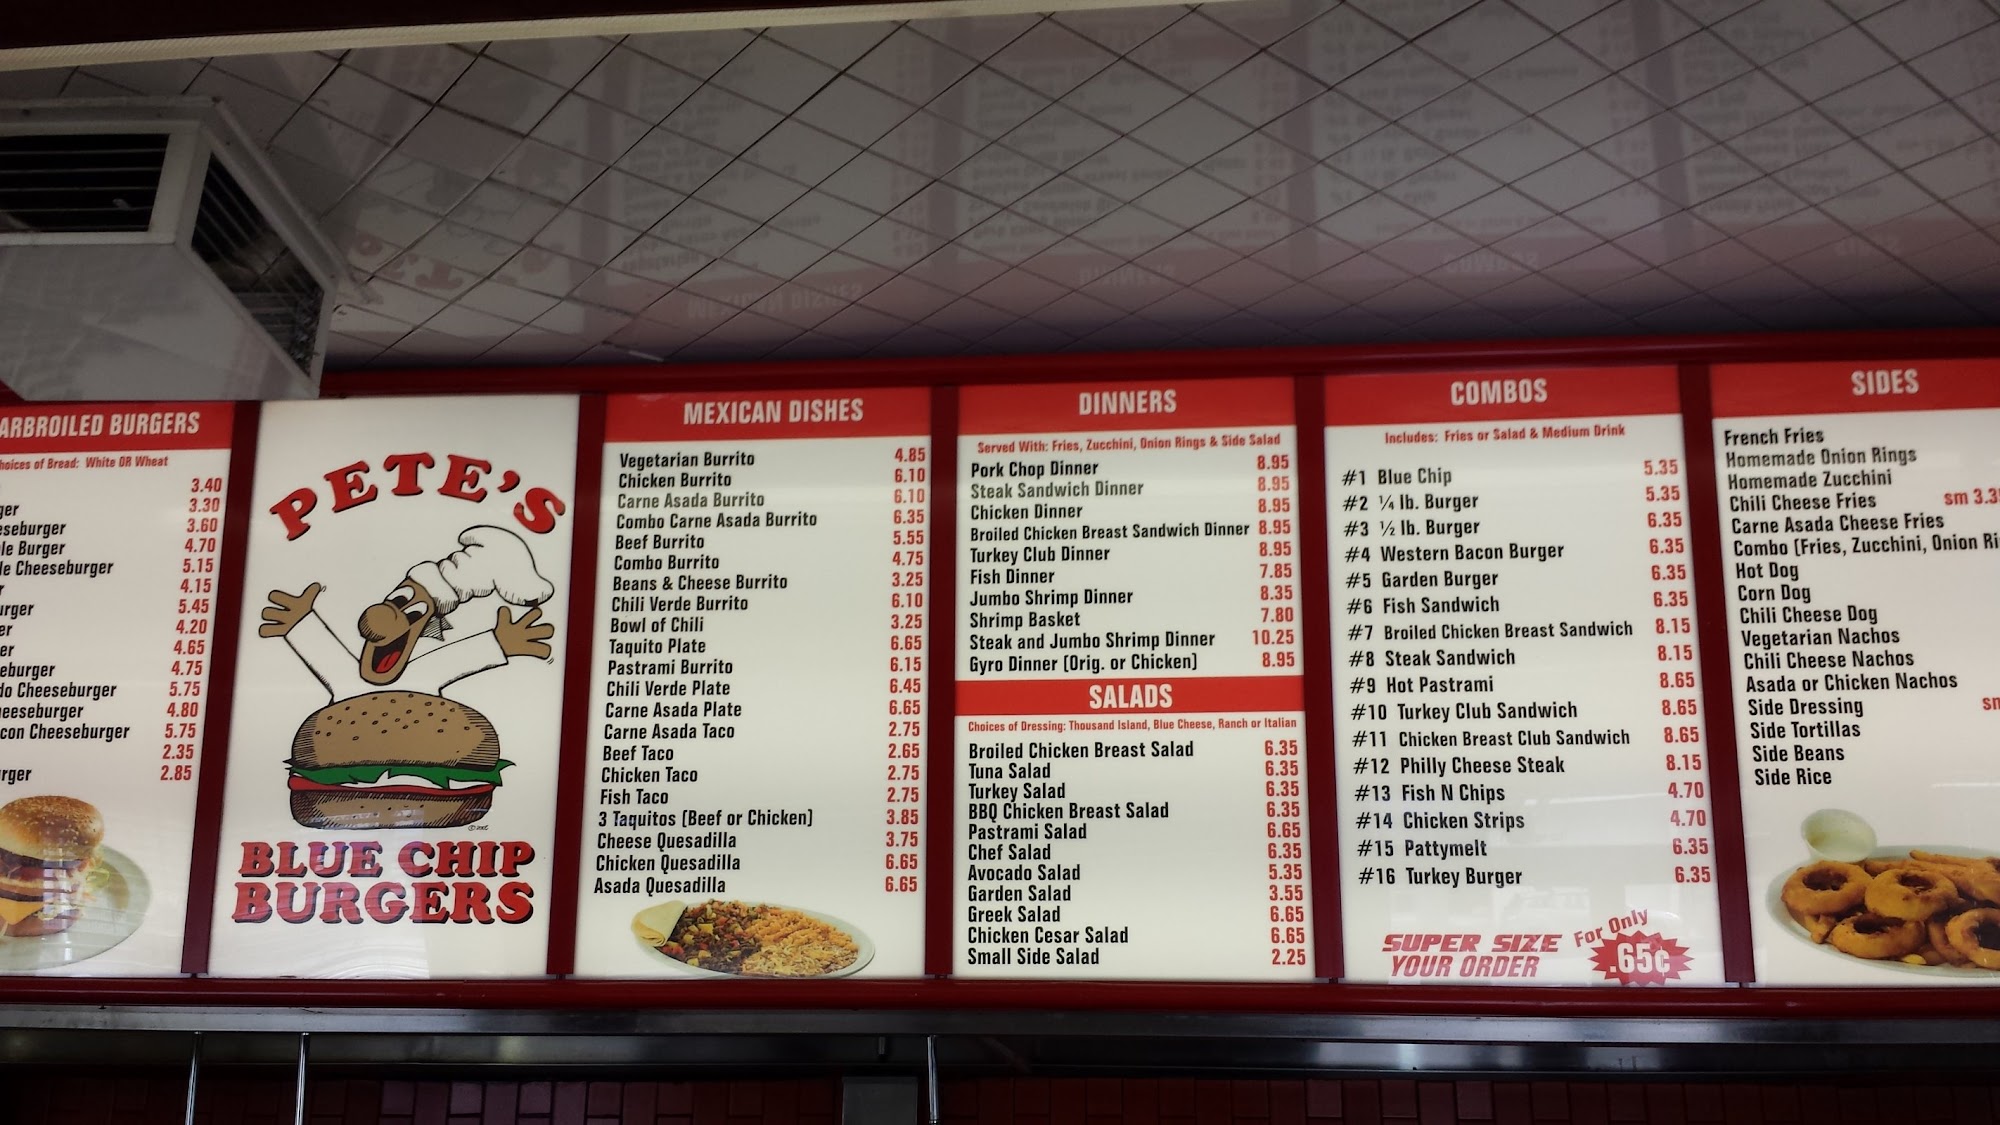 ARBROILED BURGERS
hoices of Bread: White OR Wheat
3.40
ger 3.30
eseburger 3.60
le Burger 4.70
le Cheeseburger 5.15
r 4.15
urger 5.45
er 4.20
er 4.65
eburger 4.75
do Cheeseburger 5.75
eeseburger 4.80
con Cheeseburger 5.75
2.35
rger 2.85
PETE'S
BLUE CHIP
BURGERS
MEXICAN DISHES
Vegetarian Burrito 4.85
Chicken Burrito 6.10
Carne Asada Burrito 6.10
Combo Carne Asada Burrito 6.35
Beef Burrito 5.55
Combo Burrito 4.75
Beans & Cheese Burrito 3.25
Chili Verde Burrito 6.10
Bowl of Chili 3.25
Taquito Plate 6.65
Pastrami Burrito 6.15
Chili Verde Plate 6.45
Carne Asada Plate 6.65
Carne Asada Taco 2.75
Beef Taco 2.65
Chicken Taco 2.75
Fish Taco 2.75
3 Taquitos (Beef or Chicken) 3.85
Cheese Quesadilla 3.75
Chicken Quesadilla 6.65
Asada Quesadilla 6.65
DINNERS
Served With: Fries, Zucchini, Onion Rings & Side Salad
Pork Chop Dinner 8.95
Steak Sandwich Dinner 8.95
Chicken Dinner 8.95
Broiled Chicken Breast Sandwich Dinner 8.95
Turkey Club Dinner 8.95
Fish Dinner 7.85
Jumbo Shrimp Dinner 8.35
Shrimp Basket 7.80
Steak and Jumbo Shrimp Dinner 10.25
Gyro Dinner (Orig. or Chicken) 8.95
SALADS
Choices of Dressing: Thousand Island, Blue Cheese, Ranch or Italian
Broiled Chicken Breast Salad 6.35
Tuna Salad 6.35
Turkey Salad 6.35
BBQ Chicken Breast Salad 6.35
Pastrami Salad 6.65
Chef Salad 6.35
Avocado Salad 5.35
Garden Salad 3.55
Greek Salad 6.65
Chicken Cesar Salad 6.65
Small Side Salad 2.25
COMBOS
Includes: Fries or Salad & Medium Drink
#1 Blue Chip 5.35
#2 ¼ lb. Burger 5.35
#3 ½ lb. Burger 6.35
#4 Western Bacon Burger 6.35
#5 Garden Burger 6.35
#6 Fish Sandwich 6.35
#7 Broiled Chicken Breast Sandwich 8.15
#8 Steak Sandwich 8.15
#9 Hot Pastrami 8.65
#10 Turkey Club Sandwich 8.65
#11 Chicken Breast Club Sandwich 8.65
#12 Philly Cheese Steak 8.15
#13 Fish N Chips 4.70
#14 Chicken Strips 4.70
#15 Pattymelt 6.35
#16 Turkey Burger 6.35
SUPER SIZE
YOUR ORDER
For Only
.65¢
SIDES
French Fries
Homemade Onion Rings
Homemade Zucchini
Chili Cheese Fries sm 3.3
Carne Asada Cheese Fries
Combo (Fries, Zucchini, Onion Ri
Hot Dog
Corn Dog
Chili Cheese Dog
Vegetarian Nachos
Chili Cheese Nachos
Asada or Chicken Nachos
Side Dressing sm
Side Tortillas
Side Beans
Side Rice